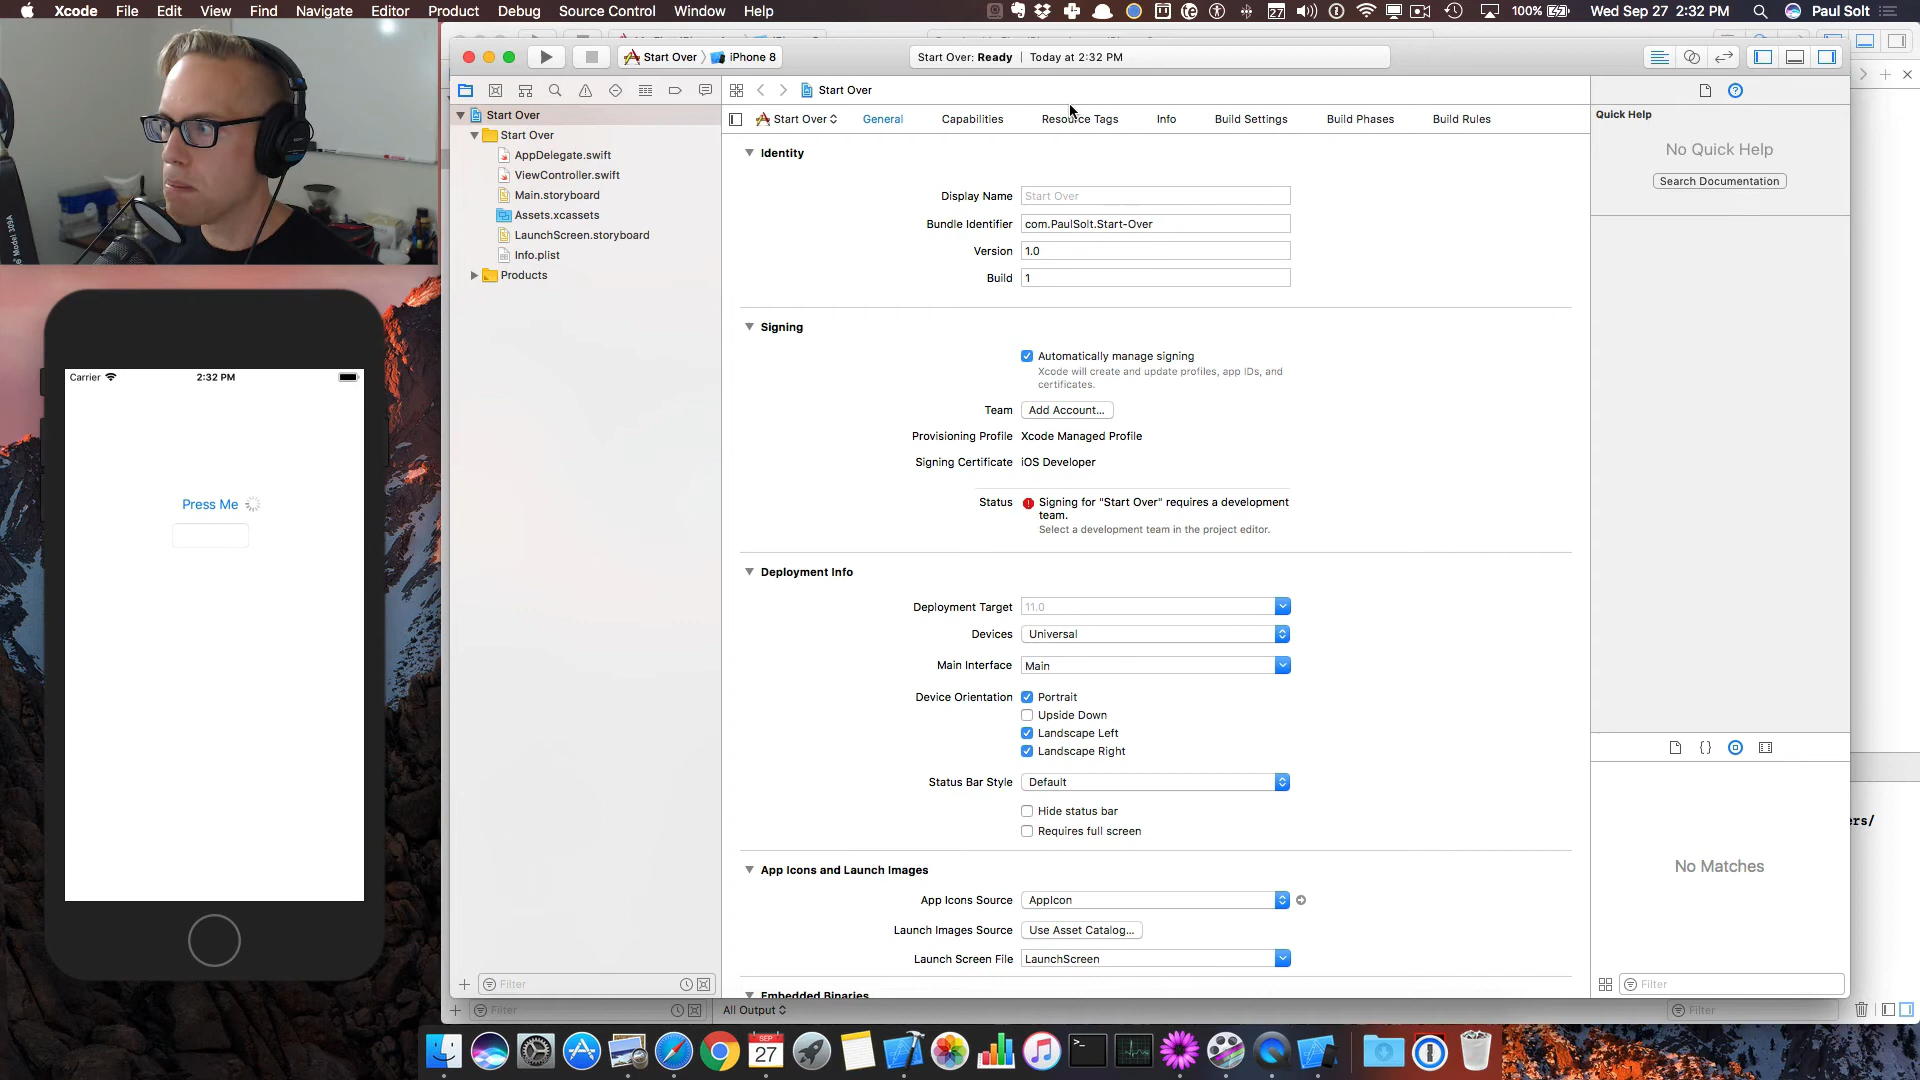 Xcode File Edit View Find Navigate Editor Product Debug Source Control Window Help
27 100% Wed Sep 27 2:32 PM Paul Solt
Start Over iPhone 8
Start Over: Ready | Today at 2:32 PM
Start Over
Start Over General Capabilities Resource Tags Info Build Settings Build Phases Build Rules
Start Over
Start Over
AppDelegate.swift
ViewController.swift
Main.storyboard
Assets.xcassets
LaunchScreen.storyboard
Info.plist
Products
Identity
Display Name Start Over
Bundle Identifier com.PaulSolt.Start-Over
Version 1.0
Build 1
Signing
Automatically manage signing
Xcode will create and update profiles, app IDs, and
certificates.
Team Add Account...
Provisioning Profile Xcode Managed Profile
Signing Certificate iOS Developer
Status Signing for "Start Over" requires a development
team.
Select a development team in the project editor.
Deployment Info
Deployment Target 11.0
Devices Universal
Main Interface Main
Device Orientation Portrait
Upside Down
Landscape Left
Landscape Right
Status Bar Style Default
Hide status bar
Requires full screen
App Icons and Launch Images
App Icons Source AppIcon
Launch Images Source Use Asset Catalog...
Launch Screen File LaunchScreen
Embedded Binaries
Quick Help
No Quick Help
Search Documentation
No Matches
Filter
Filter
Filter
All Output
Filter
ers/
Carrier 2:32 PM
Press Me
Model 309A
SEP
27